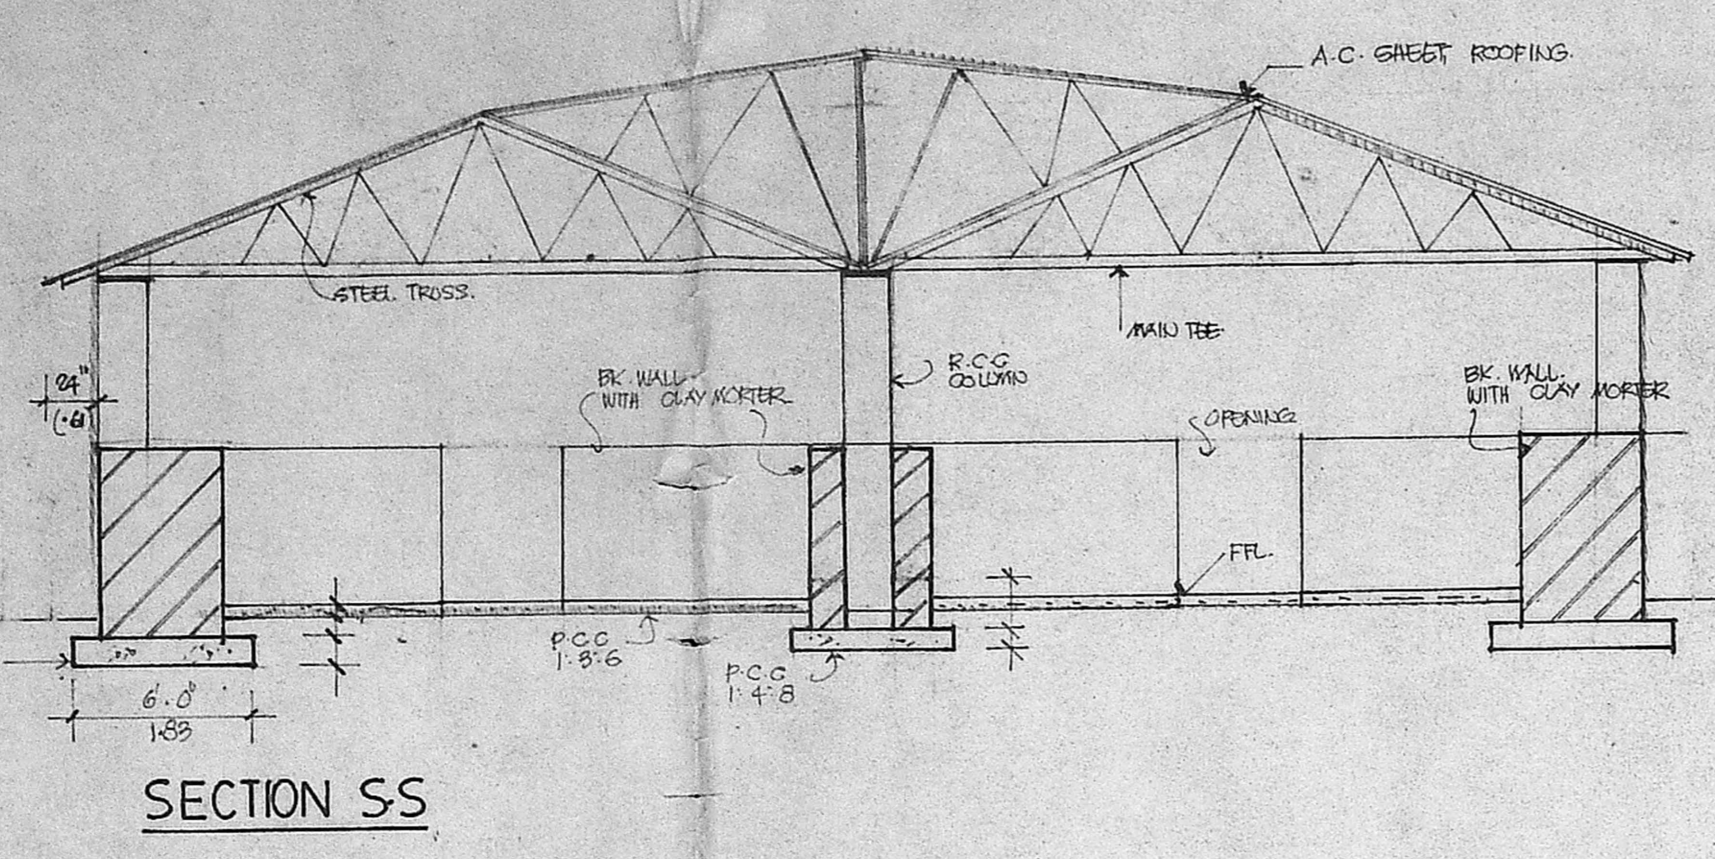 A.C. SHEET ROOFING.
STEEL TRUSS.
MAIN TEE
24"
(.61)
BK. WALL
WITH CLAY MORTER
R.C.C
COLUMN
OPENING
BK. WALL.
WITH CLAY MORTER
FFL.
P.C.C
1:3:6
P.C.C
1:4:8
6'.0"
1.83
SECTION S-S